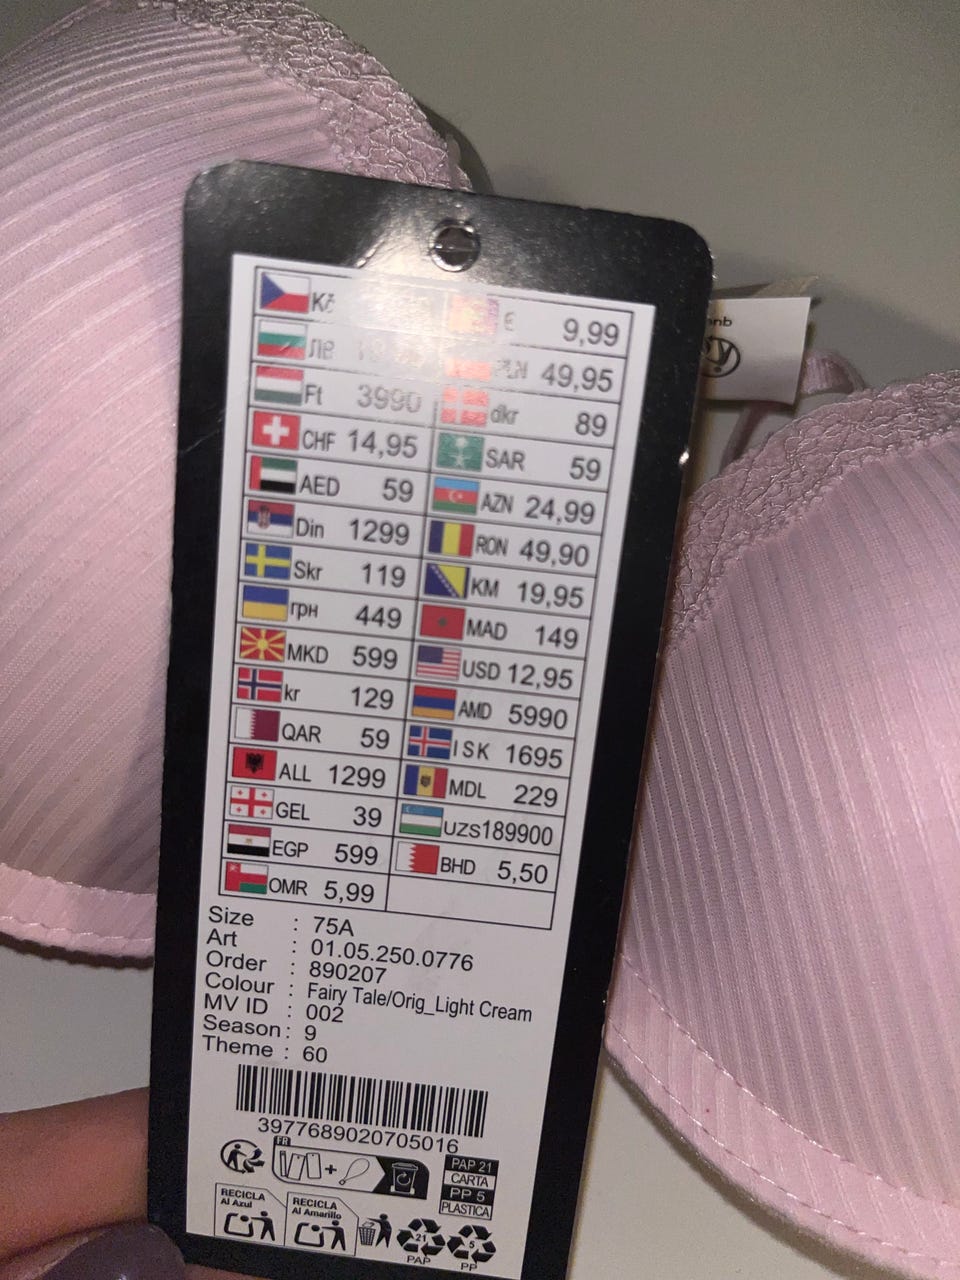 Kč
€ 9,99
лв
PLN 49,95
Ft 3990
dkr 89
CHF 14,95
SAR 59
AED 59
AZN 24,99
Din 1299
RON 49,90
Skr 119
KM 19,95
грн 449
MAD 149
MKD 599
USD 12,95
kr 129
AMD 5990
QAR 59
ISK 1695
ALL 1299
MDL 229
GEL 39
UZS189900
EGP 599
BHD 5,50
OMR 5,99
Size : 75A
Art : 01.05.250.0776
Order : 890207
Colour : Fairy Tale/Orig_Light Cream
MV ID : 002
Season : 9
Theme : 60
3977689020705016
FR
PAP 21
CARTA
PP 5
PLASTICA
RECICLA
Al Azul
RECICLA
Al Amarillo
21
PAP
5
PP